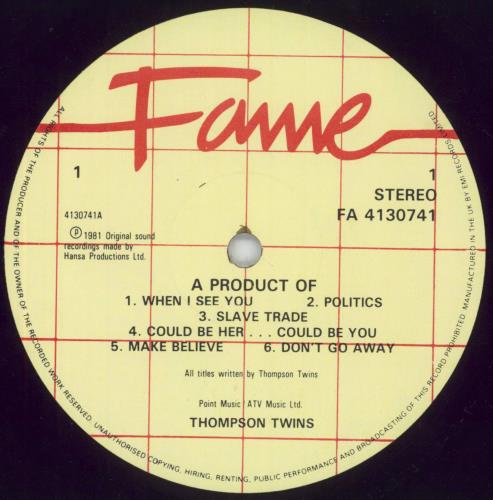 Fame
1
1
STEREO
FA 4130741
4130741A
Ⓟ 1981 Original sound
recordings made by
Hansa Productions Ltd.
A PRODUCT OF
1. WHEN I SEE YOU 2. POLITICS
3. SLAVE TRADE
4. COULD BE HER . . . COULD BE YOU
5. MAKE BELIEVE 6. DON'T GO AWAY
All titles written by Thompson Twins
Point Music / ATV Music Ltd.
THOMPSON TWINS
ALL RIGHTS OF THE PRODUCER AND OF THE OWNER OF THE RECORDED WORK RESERVED. UNAUTHORISED COPYING, HIRING, RENTING, PUBLIC PERFORMANCE AND BROADCASTING OF THIS RECORD PROHIBITED. MANUFACTURED IN THE UK BY EMI RECORDS LIMITED